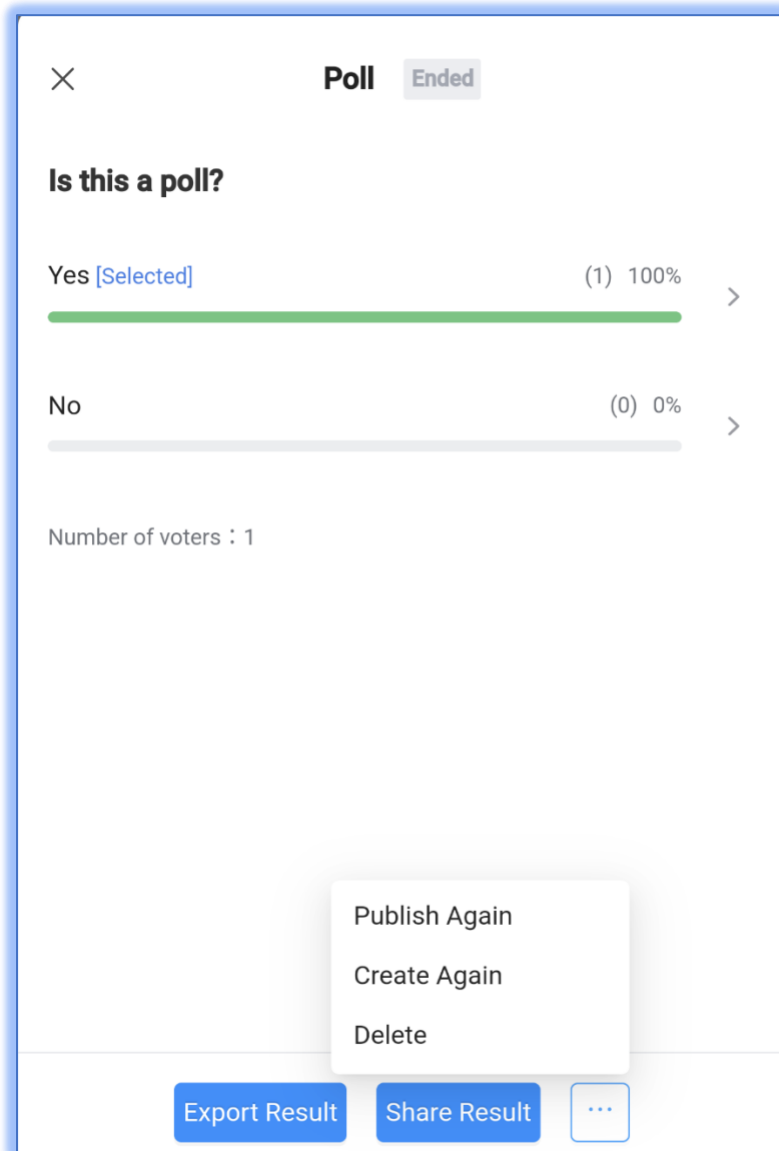 Poll Ended
Is this a poll?
Yes [Selected] (1) 100%
No (0) 0%
Number of voters：1
Publish Again
Create Again
Delete
Export Result Share Result ...